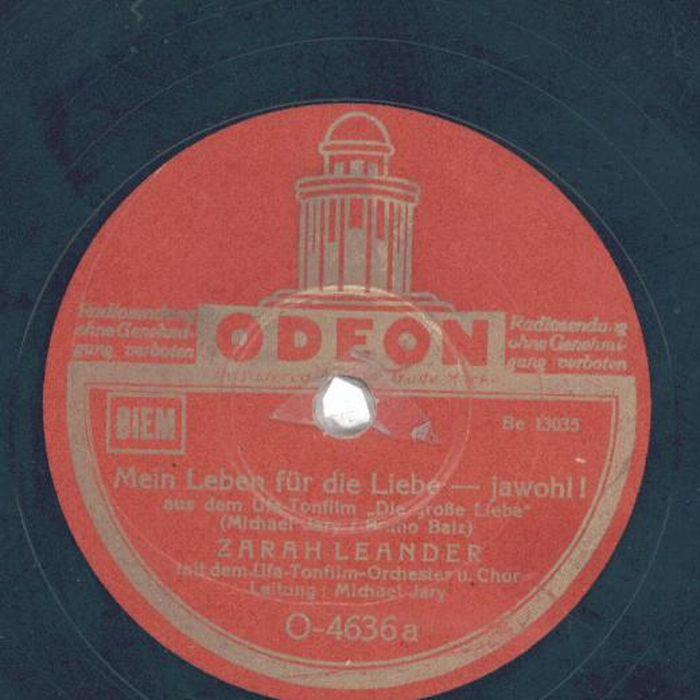 ODEON
Radiosendung
ohne Genehmi-
gung verboten
Radiosendung
ohne Genehmi-
gung verboten
Trade Mark
BIEM
Be 13035
Mein Leben für die Liebe — jawohl!
aus dem Ufa-Tonfilm „Die große Liebe"
(Michael Jary / Bruno Balz)
ZARAH LEANDER
mit dem Ufa-Tonfilm-Orchester u. Chor
Leitung: Michael Jary
O-4636a